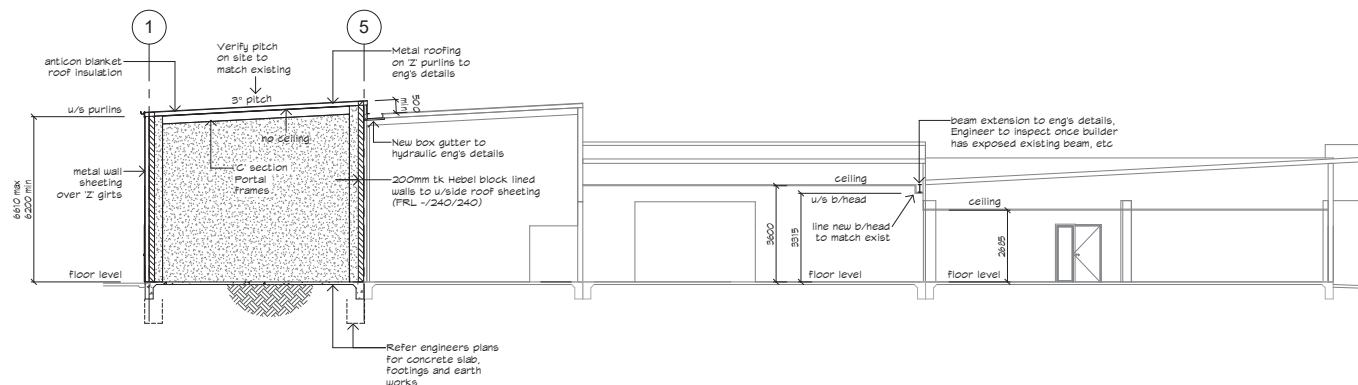 1
5
Verify pitch
on site to
match existing
anticon blanket
roof insulation
Metal roofing
on 'Z' purlins to
eng's details
3° pitch
500
min
u/s purlins
no ceiling
New box gutter to
hydraulic eng's details
'C' section
Portal
frames.
metal wall
sheeting
over 'Z' girts
200mm tk Hebel block lined
walls to u/side roof sheeting
(FRL -/240/240)
6610 max
6200 min
floor level
Refer engineers plans
for concrete slab,
footings and earth
works
beam extension to eng's details,
Engineer to inspect once builder
has exposed existing beam, etc
ceiling
u/s b/head
ceiling
line new b/head
to match exist
3600
3315
2685
floor level
floor level